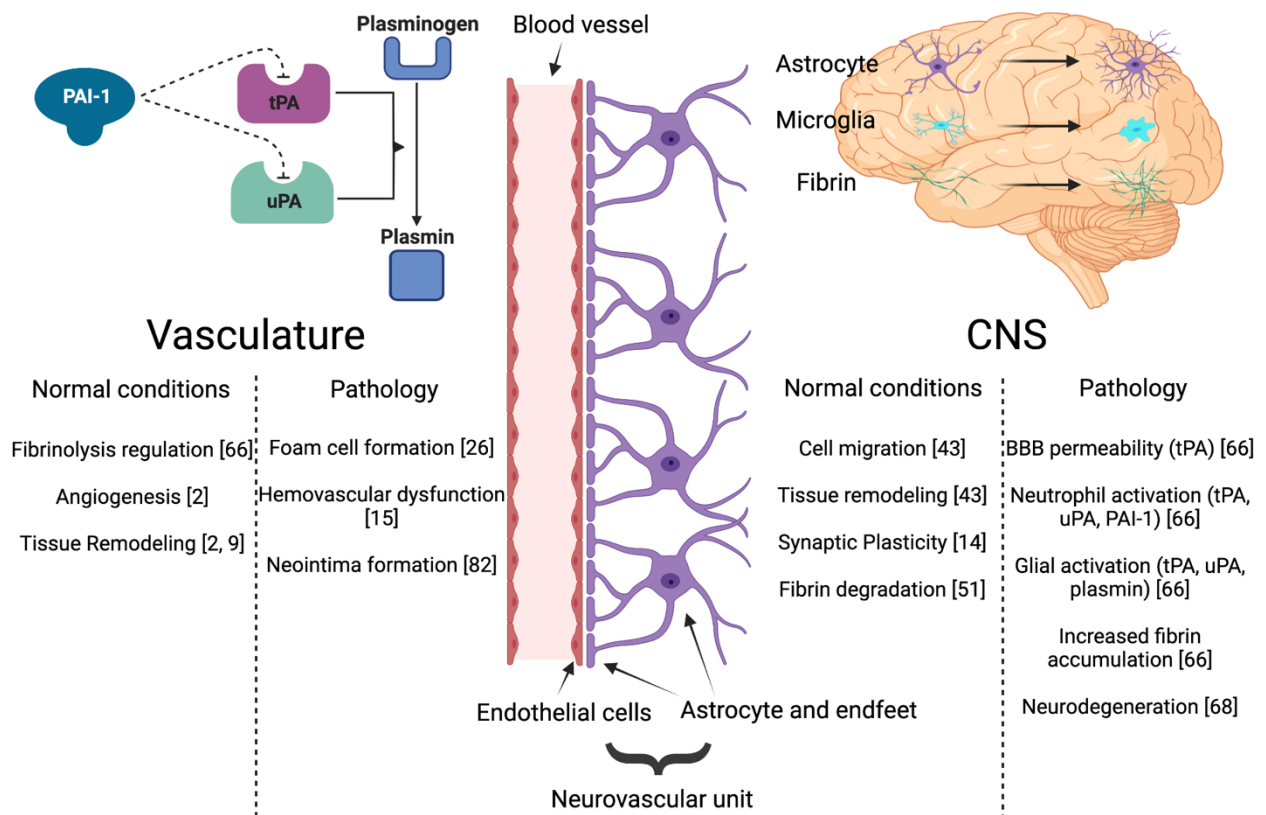 PAI-1
tPA
uPA
Plasminogen
Plasmin
Blood vessel
Astrocyte
Microglia
Fibrin
Vasculature
Normal conditions
Fibrinolysis regulation [66]
Angiogenesis [2]
Tissue Remodeling [2, 9]
Pathology
Foam cell formation [26]
Hemovascular dysfunction
[15]
Neointima formation [82]
Endothelial cells
Astrocyte and endfeet
Neurovascular unit
CNS
Normal conditions
Cell migration [43]
Tissue remodeling [43]
Synaptic Plasticity [14]
Fibrin degradation [51]
Pathology
BBB permeability (tPA) [66]
Neutrophil activation (tPA,
uPA, PAI-1) [66]
Glial activation (tPA, uPA,
plasmin) [66]
Increased fibrin
accumulation [66]
Neurodegeneration [68]